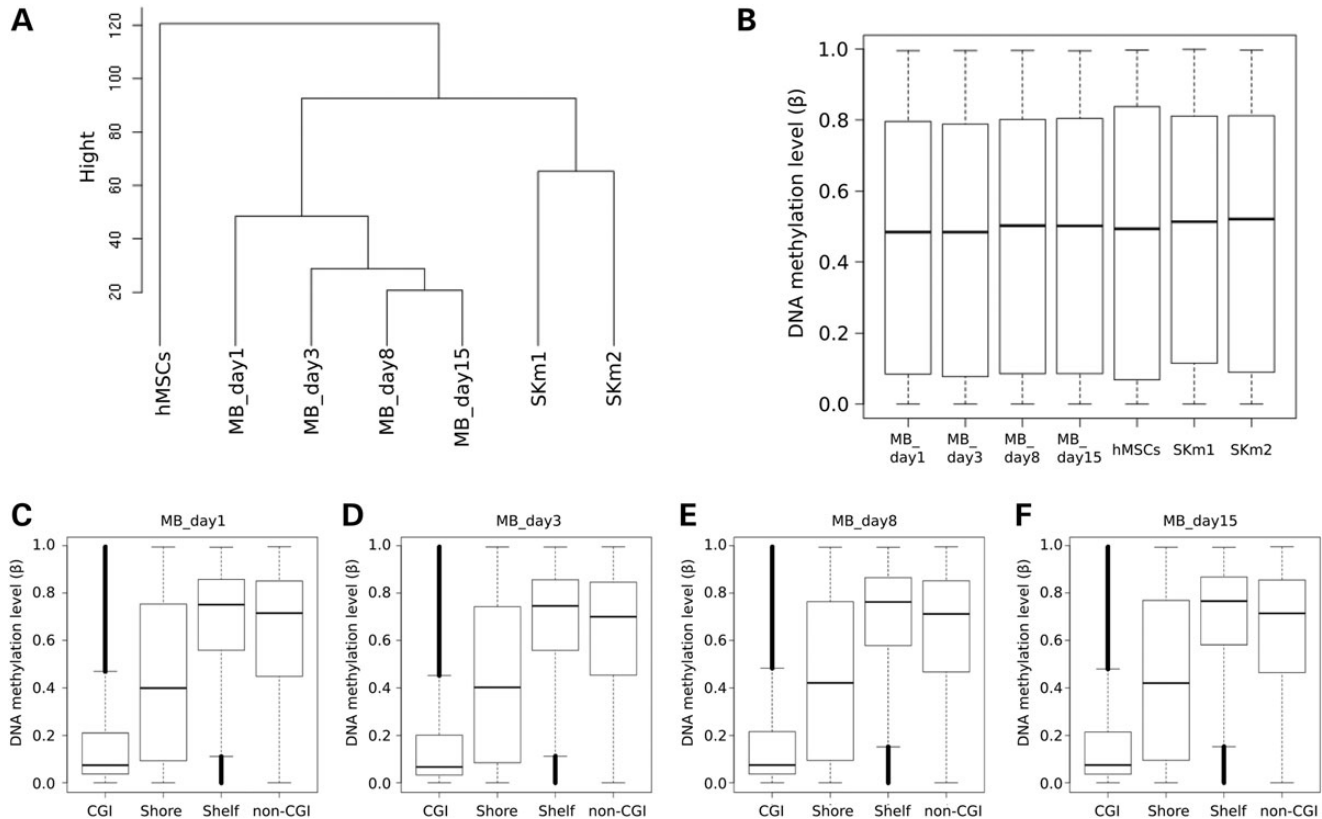 A
Hight
120
100
80
60
40
20
hMSCs
MB_day1
MB_day3
MB_day8
MB_day15
SKm1
SKm2
B
DNA methylation level (β)
1.0
0.8
0.6
0.4
0.2
0.0
MB_
day1
MB_
day3
MB_
day8
MB_
day15
hMSCs
SKm1
SKm2
C
MB_day1
DNA methylation level (β)
1.0
0.8
0.6
0.4
0.2
0.0
CGI
Shore
Shelf
non-CGI
D
MB_day3
DNA methylation level (β)
1.0
0.8
0.6
0.4
0.2
0.0
CGI
Shore
Shelf
non-CGI
E
MB_day8
DNA methylation level (β)
1.0
0.8
0.6
0.4
0.2
0.0
CGI
Shore
Shelf
non-CGI
F
MB_day15
DNA methylation level (β)
1.0
0.8
0.6
0.4
0.2
0.0
CGI
Shore
Shelf
non-CGI